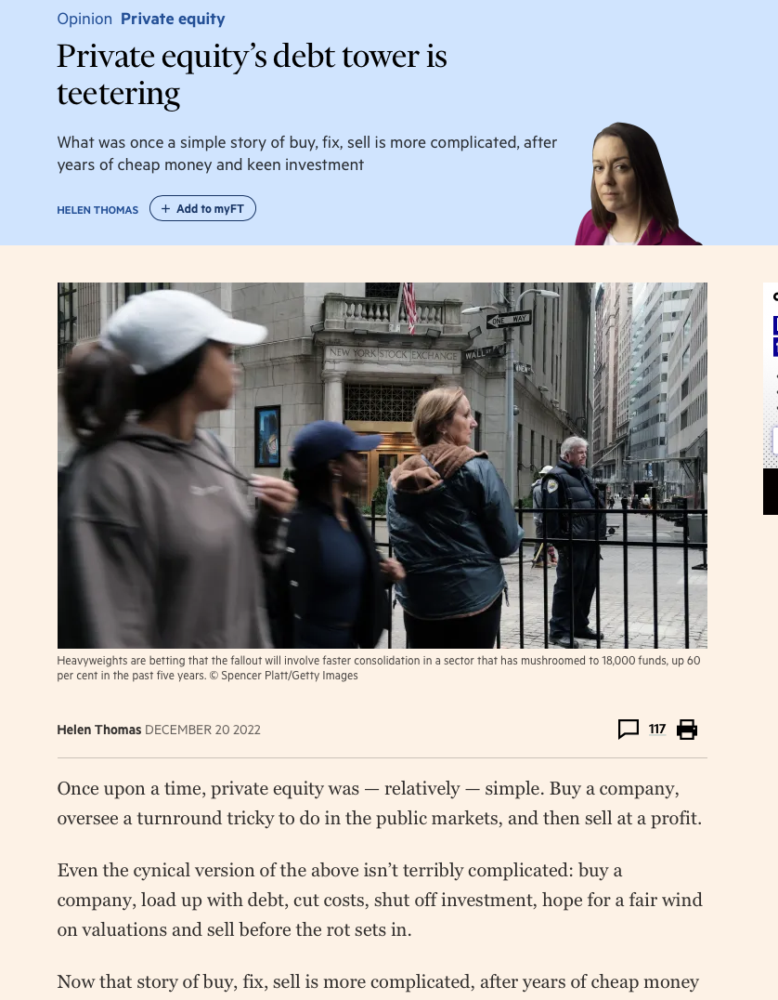 Opinion Private equity
Private equity’s debt tower is
teetering
What was once a simple story of buy, fix, sell is more complicated, after
years of cheap money and keen investment
HELEN THOMAS + Add to myFT
NEW YORK STOCK EXCHANGE
ONE WAY
WALL ST
Heavyweights are betting that the fallout will involve faster consolidation in a sector that has mushroomed to 18,000 funds, up 60
per cent in the past five years. © Spencer Platt/Getty Images
Helen Thomas DECEMBER 20 2022
117
Once upon a time, private equity was — relatively — simple. Buy a company,
oversee a turnround tricky to do in the public markets, and then sell at a profit.
Even the cynical version of the above isn’t terribly complicated: buy a
company, load up with debt, cut costs, shut off investment, hope for a fair wind
on valuations and sell before the rot sets in.
Now that story of buy, fix, sell is more complicated, after years of cheap money